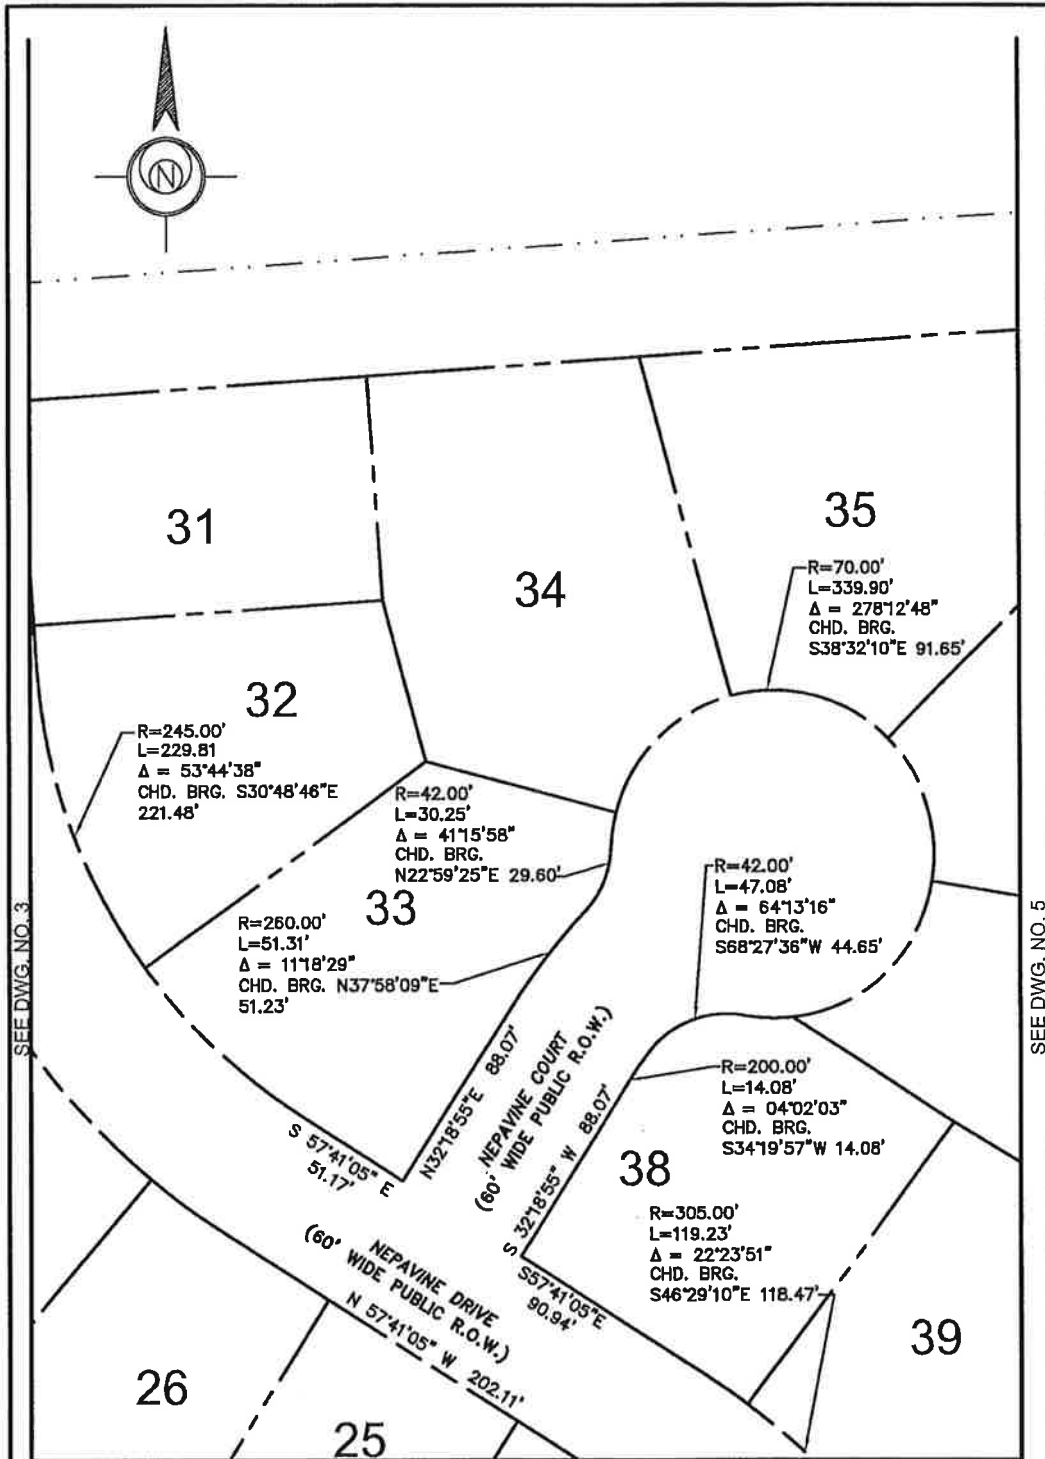 N
31
34
35
R=70.00'
L=339.90'
Δ = 278°12'48"
CHD. BRG.
S38°32'10"E 91.65'
32
R=245.00'
L=229.81
Δ = 53°44'38"
CHD. BRG. S30°48'46"E
221.48'
R=42.00'
L=30.25'
Δ = 41°15'58"
CHD. BRG.
N22°59'25"E 29.60'
33
R=260.00'
L=51.31'
Δ = 11°18'29"
CHD. BRG. N37°58'09"E
51.23'
R=42.00'
L=47.08'
Δ = 64°13'16"
CHD. BRG.
S68°27'36"W 44.65'
SEE DWG. NO. 3
SEE DWG. NO. 5
N32°18'55"E 88.07'
NEPAVINE COURT
(60' WIDE PUBLIC R.O.W.)
S 32°18'55" W 88.07'
R=200.00'
L=14.08'
Δ = 04°02'03"
CHD. BRG.
S34°19'57"W 14.08'
S 57°41'05" E
51.17'
38
R=305.00'
L=119.23'
Δ = 22°23'51"
CHD. BRG.
S46°29'10"E 118.47'
S57°41'05"E
90.94'
NEPAVINE DRIVE
(60' WIDE PUBLIC R.O.W.)
N 57°41'05" W 202.11'
39
26
25